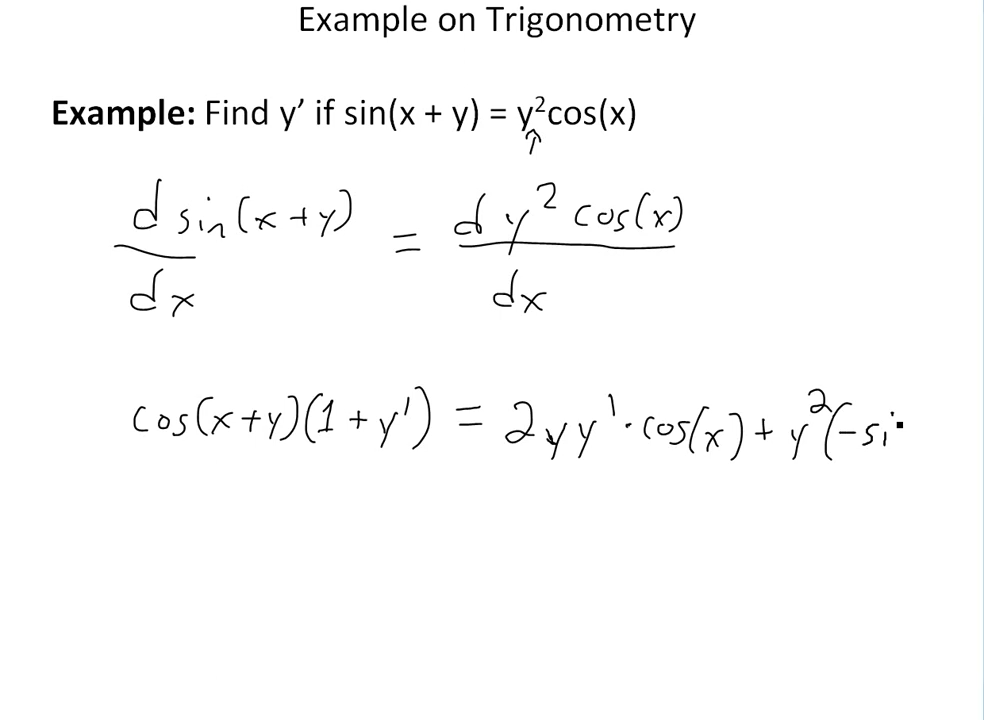 Example on Trigonometry
Example: Find y’ if sin(x + y) = y²cos(x)
d sin(x+y) / dx = d y² cos(x) / dx
cos(x+y)(1+y') = 2yy'·cos(x) + y²(-si